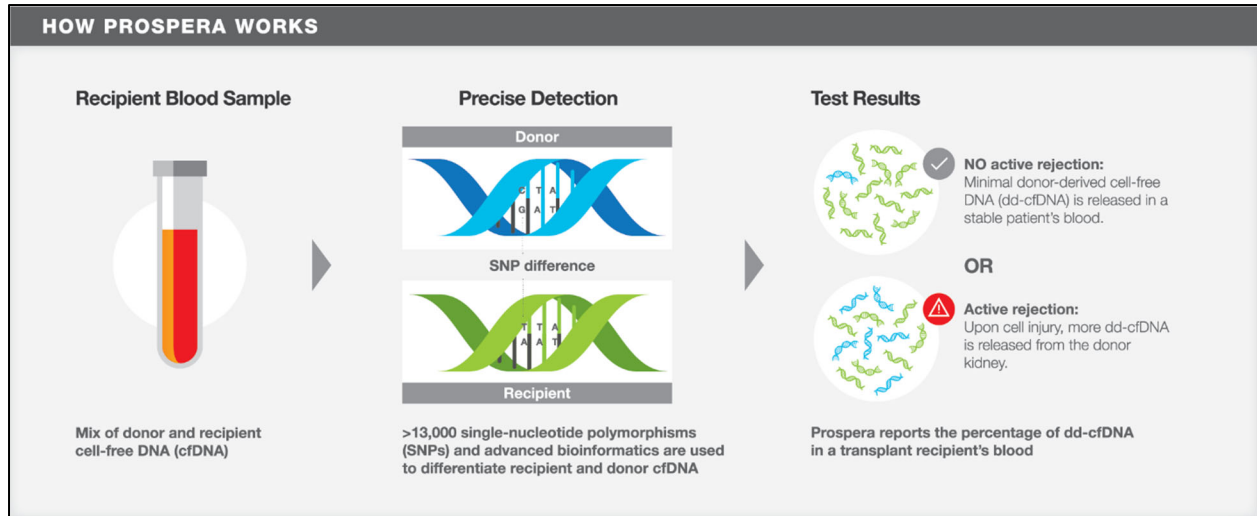 HOW PROSPERA WORKS
Recipient Blood Sample
Mix of donor and recipient
cell-free DNA (cfDNA)
Precise Detection
Donor
C T A
G A T
SNP difference
T T A
A A T
Recipient
>13,000 single-nucleotide polymorphisms
(SNPs) and advanced bioinformatics are used
to differentiate recipient and donor cfDNA
Test Results
NO active rejection:
Minimal donor-derived cell-free
DNA (dd-cfDNA) is released in a
stable patient's blood.
OR
Active rejection:
Upon cell injury, more dd-cfDNA
is released from the donor
kidney.
Prospera reports the percentage of dd-cfDNA
in a transplant recipient's blood